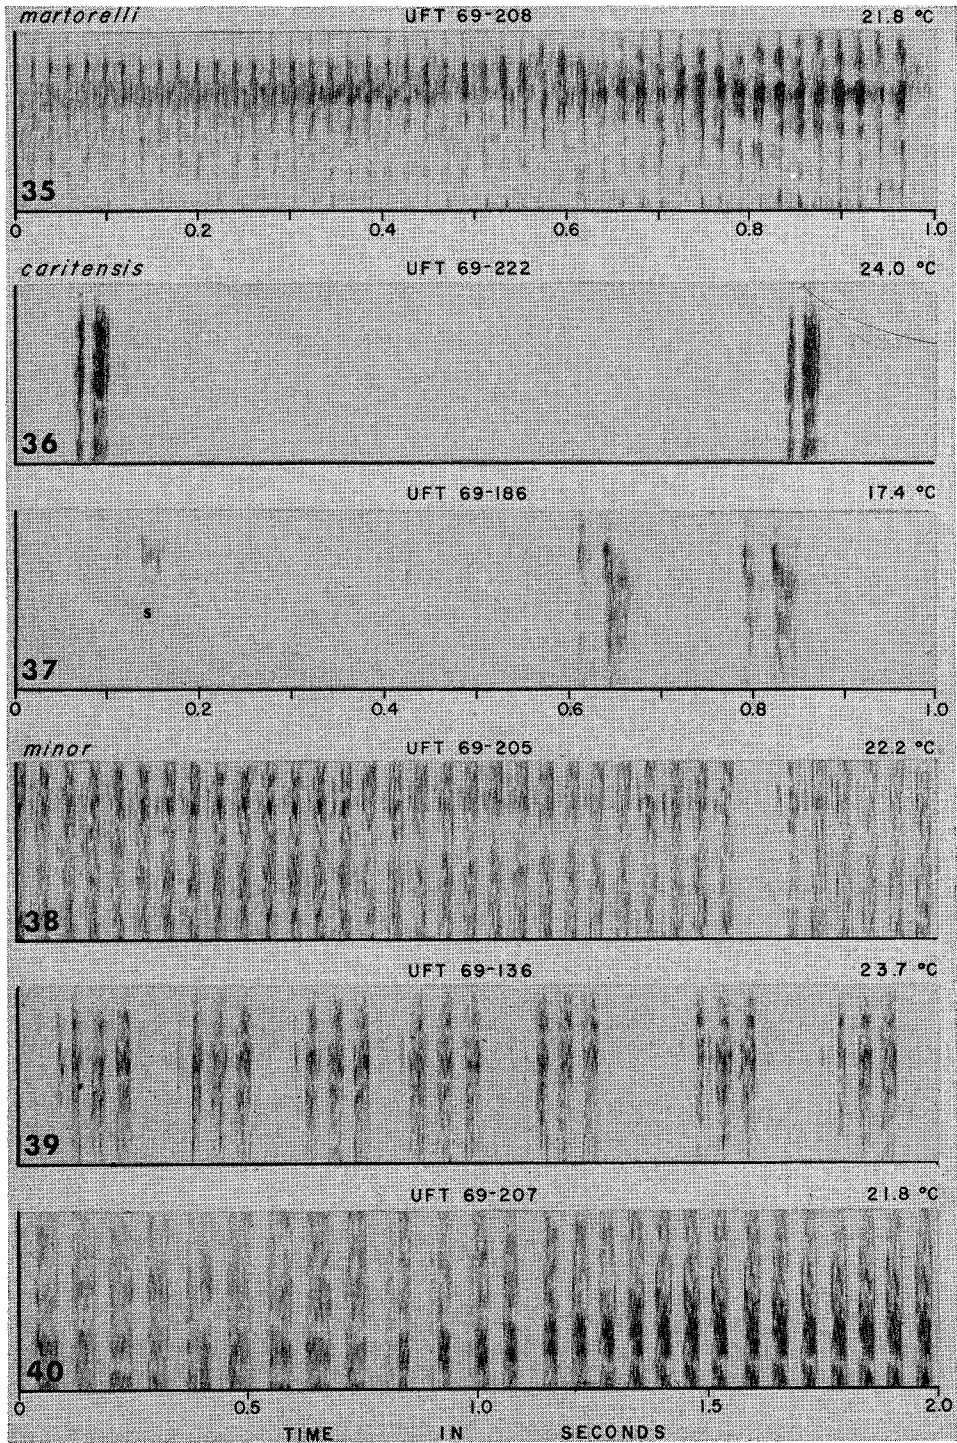 martorelli UFT 69-208 21.8 °C
35
0 0.2 0.4 0.6 0.8 1.0
caritensis UFT 69-222 24.0 °C
36
UFT 69-186 17.4 °C
s
37
0 0.2 0.4 0.6 0.8 1.0
minor UFT 69-205 22.2 °C
38
UFT 69-136 23.7 °C
39
UFT 69-207 21.8 °C
40
0 0.5 1.0 1.5 2.0
TIME IN SECONDS